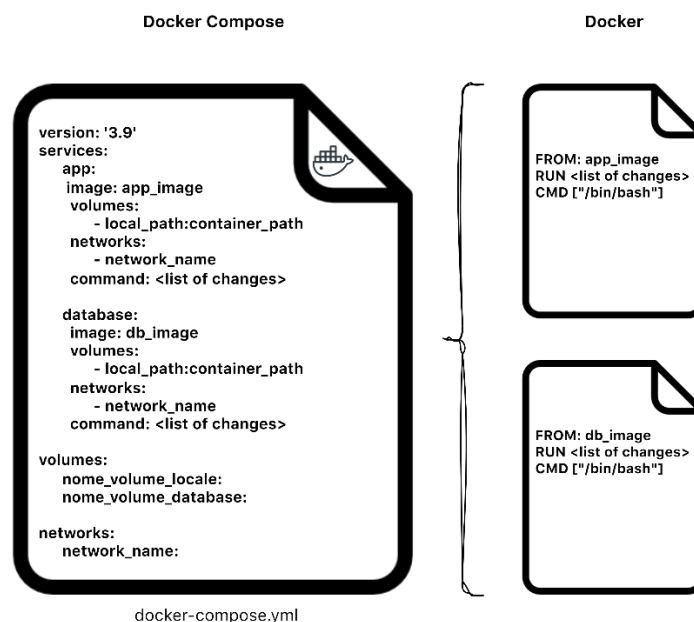 Docker Compose
version: '3.9'
services:
app:
image: app_image
volumes:
- local_path:container_path
networks:
- network_name
command: <list of changes>
database:
image: db_image
volumes:
- local_path:container_path
networks:
- network_name
command: <list of changes>
volumes:
nome_volume_locale:
nome_volume_database:
networks:
network_name:
docker-compose.yml
Docker
FROM: app_image
RUN <list of changes>
CMD ["/bin/bash"]
FROM: db_image
RUN <list of changes>
CMD ["/bin/bash"]